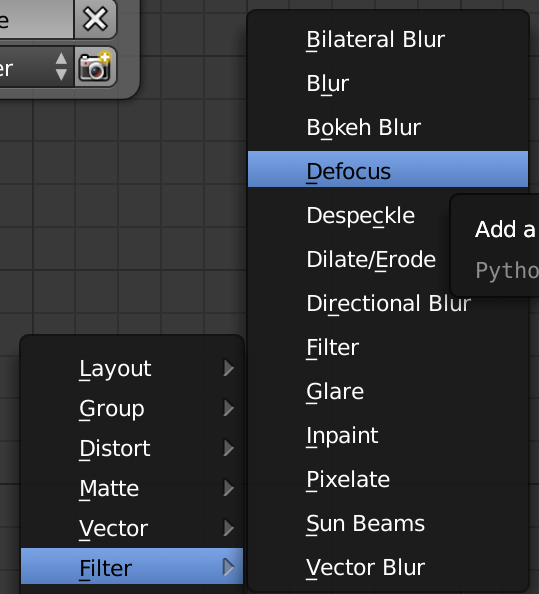 e
er
Bilateral Blur
Blur
Bokeh Blur
Defocus
Despeckle
Dilate/Erode
Directional Blur
Filter
Glare
Inpaint
Pixelate
Sun Beams
Vector Blur
Add a
Pytho
Layout
Group
Distort
Matte
Vector
Filter